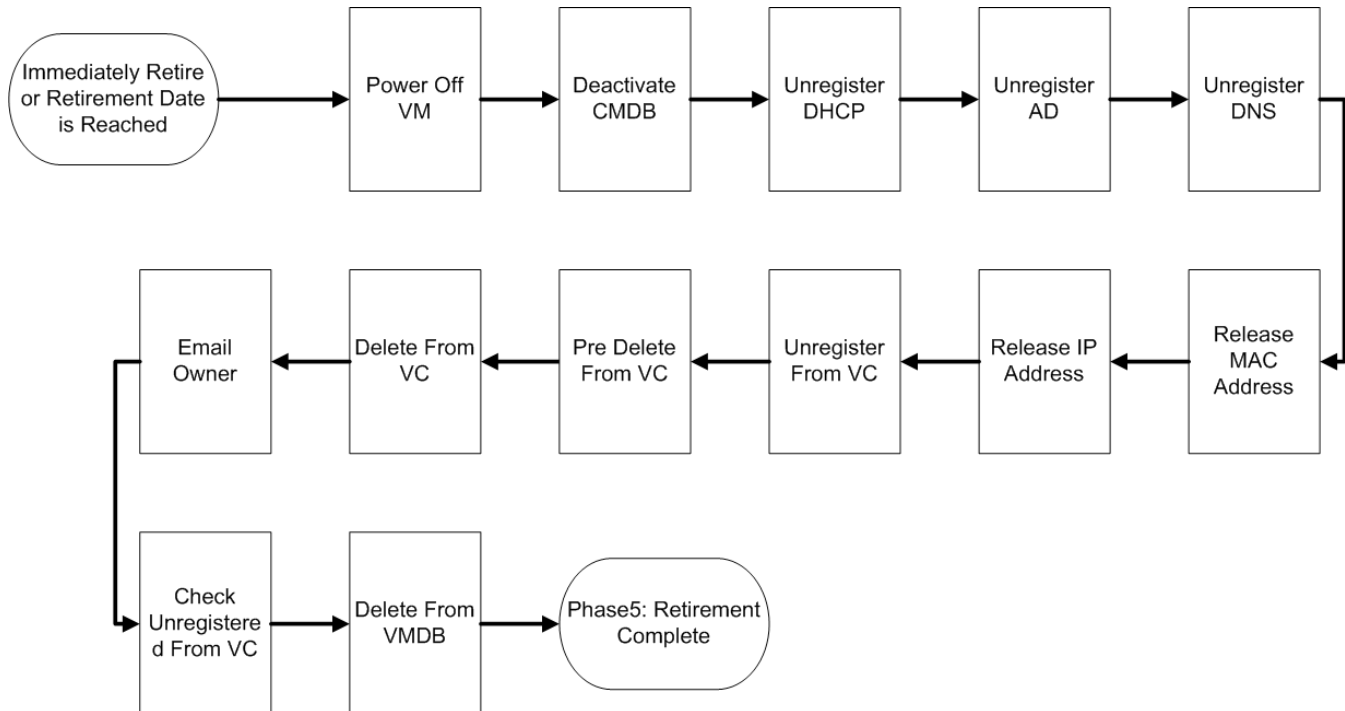 Immediately Retire
or Retirement Date
is Reached
Power Off
VM
Deactivate
CMDB
Unregister
DHCP
Unregister
AD
Unregister
DNS
Email
Owner
Delete From
VC
Pre Delete
From VC
Unregister
From VC
Release IP
Address
Release
MAC
Address
Check
Unregistere
d From VC
Delete From
VMDB
Phase5: Retirement
Complete